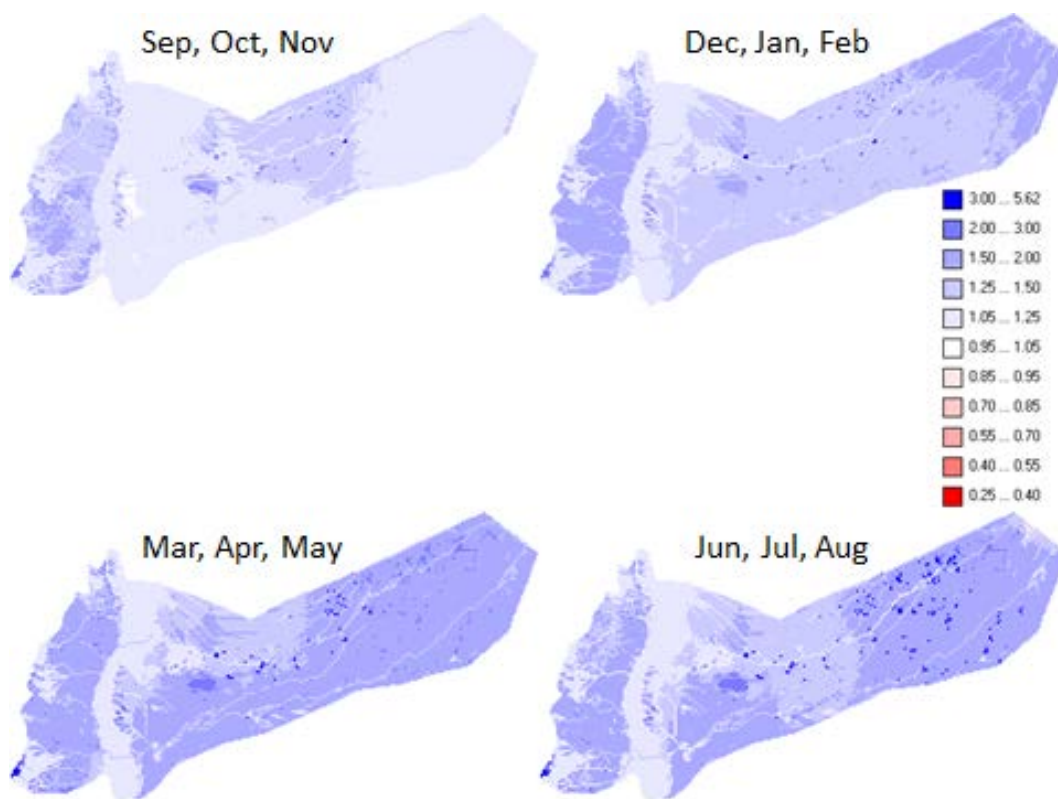 Sep, Oct, Nov
Dec, Jan, Feb
3.00 ... 5.62
2.00 ... 3.00
1.50 ... 2.00
1.25 ... 1.50
1.05 ... 1.25
0.95 ... 1.05
0.85 ... 0.95
0.70 ... 0.85
0.55 ... 0.70
0.40 ... 0.55
0.25 ... 0.40
Mar, Apr, May
Jun, Jul, Aug